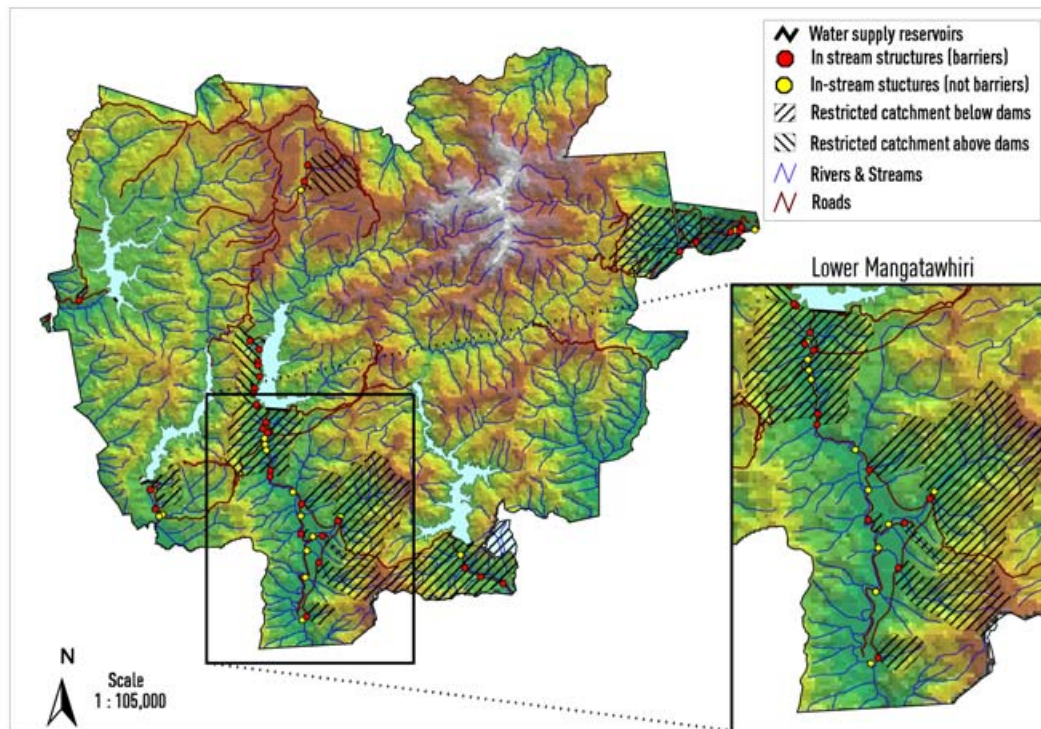 Water supply reservoirs
In stream structures (barriers)
In-stream stuctures (not barriers)
Restricted catchment below dams
Restricted catchment above dams
Rivers & Streams
Roads
Lower Mangatawhiri
N
Scale
1 : 105,000